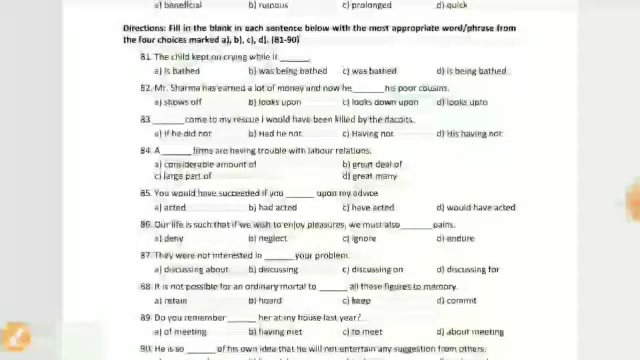 a) beneficial b) ruinous c) prolonged d) quick
Directions: Fill in the blank in each sentence below with the most appropriate word/phrase from
the four choices marked a), b), c), d). (81-90)
81. The child kept on crying while it ______.
a) is bathed b) was being bathed c) was bathed d) is being bathed
82. Mr. Sharma has earned a lot of money and now he______ his poor cousins.
a) shows off b) looks upon c) looks down upon d) looks upto
83. ______ come to my rescue I would have been killed by the dacoits.
a) If he did not b) Had he not c) Having not d) His having not
84. A ______ firms are having trouble with labour relations.
a) considerable amount of b) great deal of
c) large part of d) great many
85. You would have succeeded if you ______ upon my advice
a) acted b) had acted c) have acted d) would have acted
86. Our life is such that if we wish to enjoy pleasures, we must also ______ pains.
a) deny b) neglect c) ignore d) endure
87. They were not interested in ______ your problem.
a) discussing about b) discussing c) discussing on d) discussing for
88. It is not possible for an ordinary mortal to ______ all these figures to memory.
a) retain b) hoard c) keep d) commit
89. Do you remember ______ her at my house last year?
a) of meeting b) having met c) to meet d) about meeting
90. He is so ______ of his own idea that he will not entertain any suggestion from others.